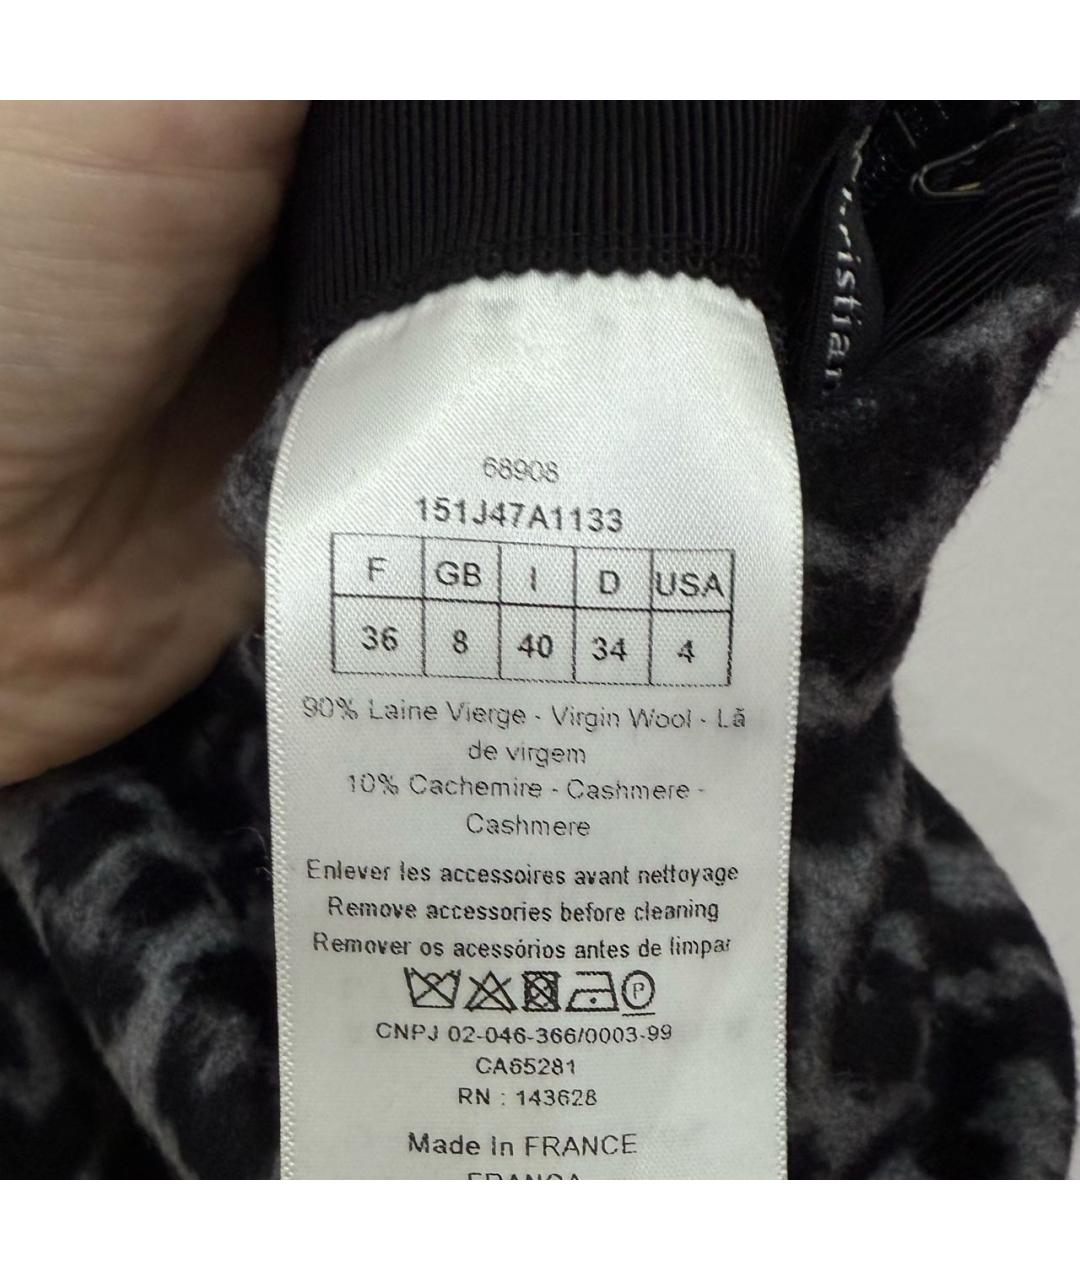 68908
151J47A1133
F GB I D USA
36 8 40 34 4
90% Laine Vierge - Virgin Wool - Lã
de virgem
10% Cachemire - Cashmere -
Cashmere
Enlever les accessoires avant nettoyage
Remove accessories before cleaning
Remover os acessórios antes de limpar
P
CNPJ 02-046-366/0003-99
CA65281
RN : 143628
Made In FRANCE
FRANCA
ristian